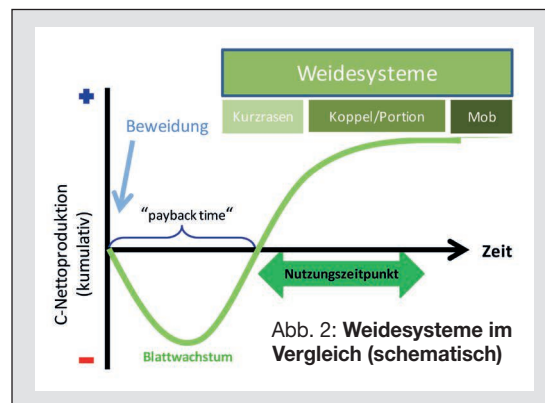 Weidesysteme
Kurzrasen Koppel/Portion Mob
+
Beweidung
C-Nettoproduktion
(kumulativ)
“payback time“
Zeit
Nutzungszeitpunkt
Blattwachstum
–
Abb. 2: Weidesysteme im
Vergleich (schematisch)